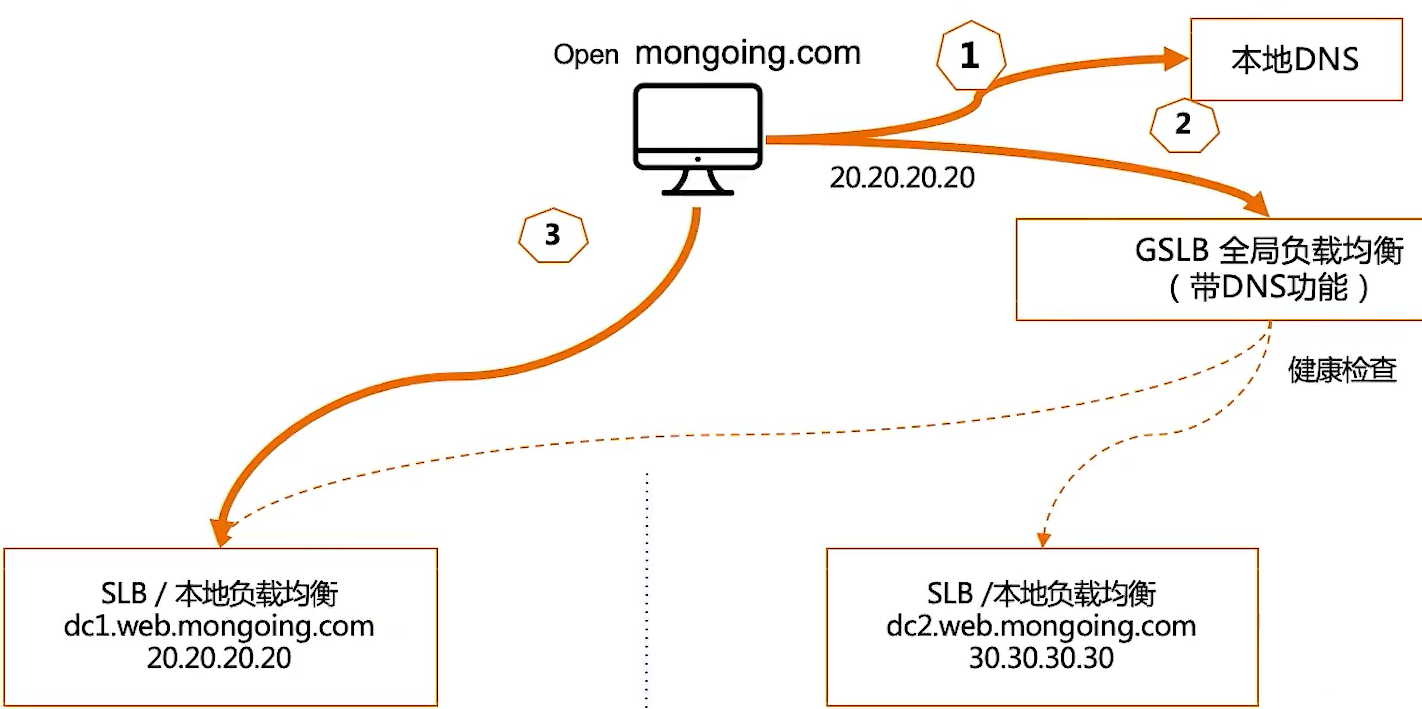 Open mongoing.com
1
本地DNS
2
20.20.20.20
3
GSLB 全局负载均衡
（带DNS功能）
健康检查
SLB / 本地负载均衡
dc1.web.mongoing.com
20.20.20.20
SLB /本地负载均衡
dc2.web.mongoing.com
30.30.30.30